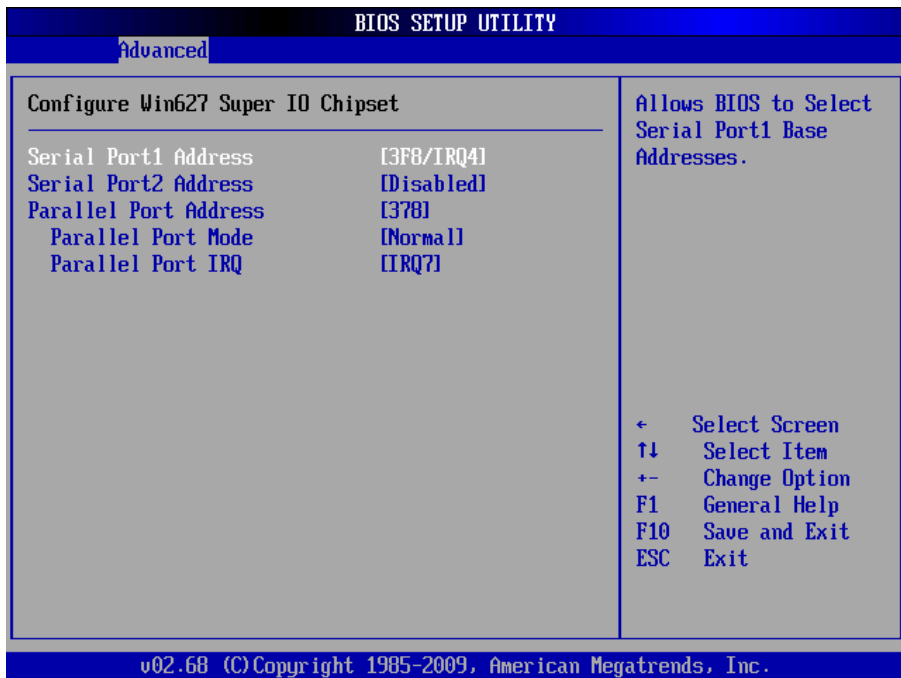 BIOS SETUP UTILITY
Advanced
Configure Win627 Super IO Chipset
Serial Port1 Address [3F8/IRQ4]
Serial Port2 Address [Disabled]
Parallel Port Address [378]
Parallel Port Mode [Normal]
Parallel Port IRQ [IRQ7]
Allows BIOS to Select
Serial Port1 Base
Addresses.
← Select Screen
↑↓ Select Item
+- Change Option
F1 General Help
F10 Save and Exit
ESC Exit
v02.68 (C)Copyright 1985-2009, American Megatrends, Inc.